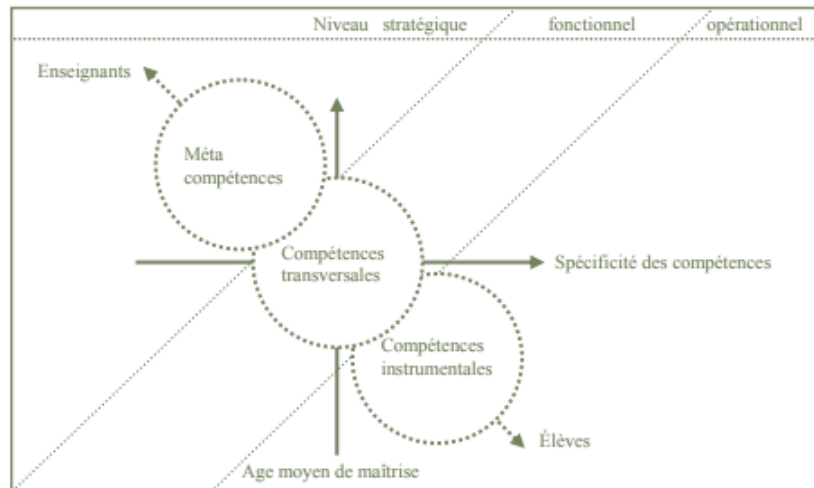 Niveau stratégique fonctionnel opérationnel
Enseignants
Méta
compétences
Compétences
transversales
Spécificité des compétences
Compétences
instrumentales
Élèves
Age moyen de maîtrise